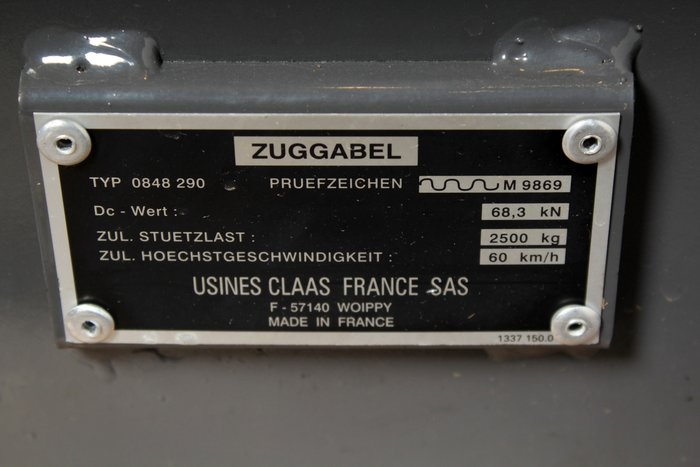 ZUGGABEL
TYP 0848 290 PRUEFZEICHEN M 9869
Dc - Wert : 68,3 kN
ZUL. STUETZLAST : 2500 kg
ZUL. HOECHSTGESCHWINDIGKEIT : 60 km/h
USINES CLAAS FRANCE SAS
F - 57140 WOIPPY
MADE IN FRANCE
1337 150.0